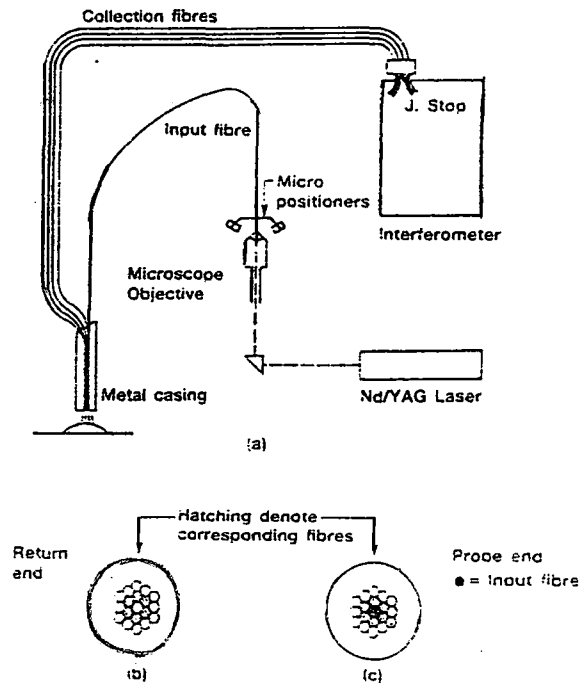 Collection fibres
J. Stop
Input fibre
Micro
positioners
Interferometer
Microscope
Objective
Metal casing
Nd/YAG Laser
(a)
Hatching denote
corresponding fibres
Return
end
Probe end
● = Input fibre
(b)
(c)